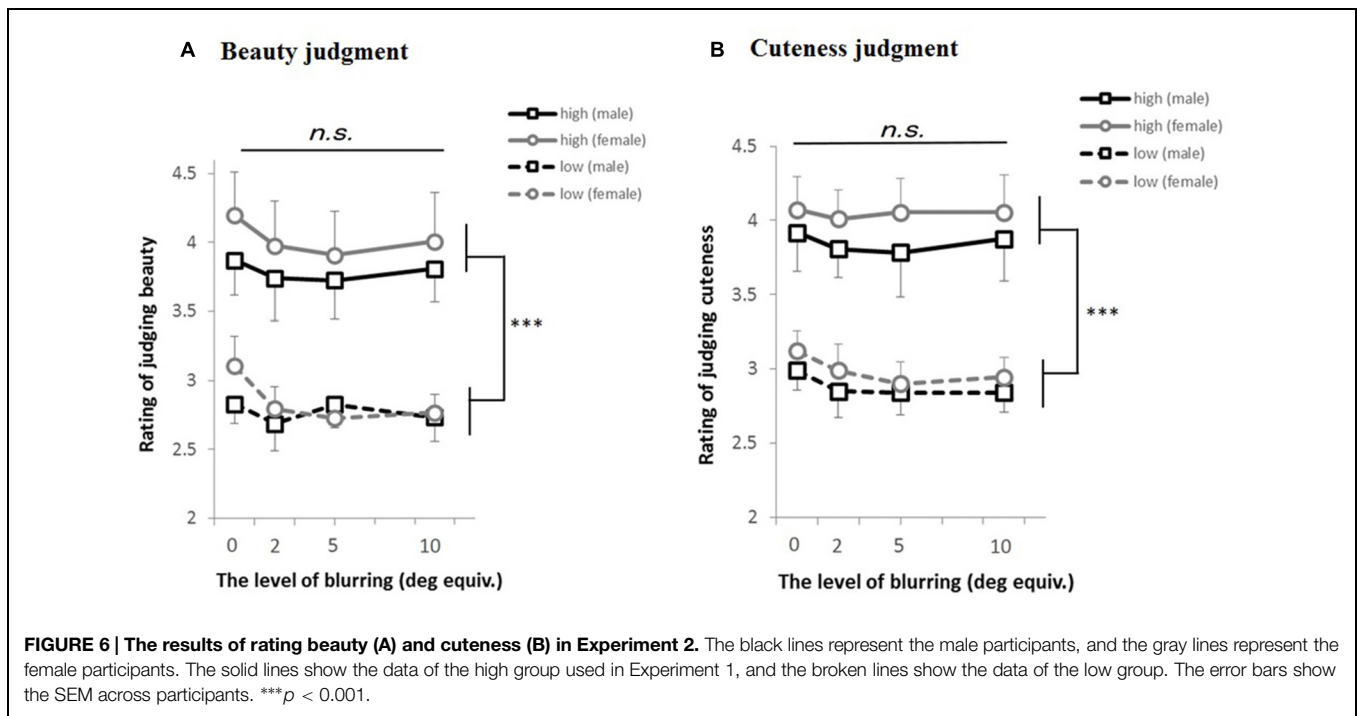 A Beauty judgment
high (male)
high (female)
low (male)
low (female)
n.s.
4.5
4
3.5
3
2.5
2
Rating of judging beauty
***
0 2 5 10
The level of blurring (deg equiv.)
B Cuteness judgment
high (male)
high (female)
low (male)
low (female)
n.s.
4.5
4
3.5
3
2.5
2
Rating of judging cuteness
***
0 2 5 10
The level of blurring (deg equiv.)
FIGURE 6 | The results of rating beauty (A) and cuteness (B) in Experiment 2. The black lines represent the male participants, and the gray lines represent the
female participants. The solid lines show the data of the high group used in Experiment 1, and the broken lines show the data of the low group. The error bars show
the SEM across participants. ***p < 0.001.